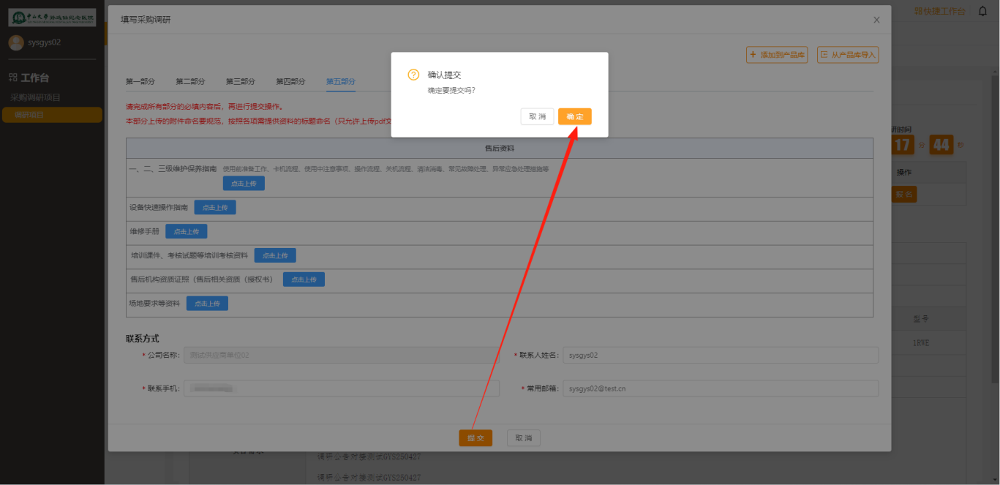 中山大学孙逸仙纪念医院
sysgys02
工作台
采购调研项目
调研项目
填写采购调研
快捷工作台
+ 添加到产品库
从产品库导入
第一部分
第二部分
第三部分
第四部分
第五部分
请完成所有部分的必填内容后，再进行提交操作。
本部分上传的附件命名要规范，按照各项需提供资料的标题命名（只允许上传pdf文
确认提交
确定要提交吗？
取 消
确 定
售后资料
一、二、三级维护保养指南
使用前准备工作、卡机流程、使用中注意事项、操作流程、关机流程、清洁消毒、常见故障处理、异常应急处理措施等
点击上传
设备快速操作指南
点击上传
维修手册
点击上传
培训课件、考核试题等培训考核资料
点击上传
售后机构资质证照（售后相关资质（授权书）
点击上传
场地要求等资料
点击上传
联系方式
* 公司名称：
测试供应商单位02
* 联系人姓名：
sysgys02
* 联系手机：
* 常用邮箱：
sysgys02@test.cn
提 交
取 消
研时间
17
分
44
秒
操作
报 名
型号
1RWE
调研公告对接测试GYS250427
调研公告对接测试GYS250427